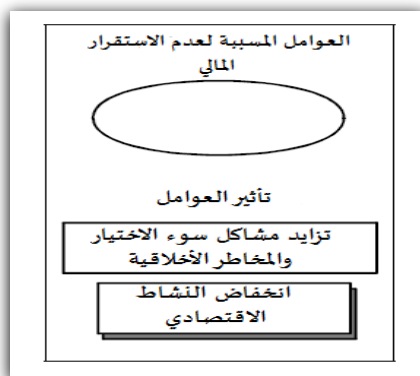 العوامل المسببة لعدم الاستقرار
المالي
تأثير العوامل
تزايد مشاكل سوء الاختيار
والمخاطر الأخلاقية
انخفاض النشاط
الاقتصادي